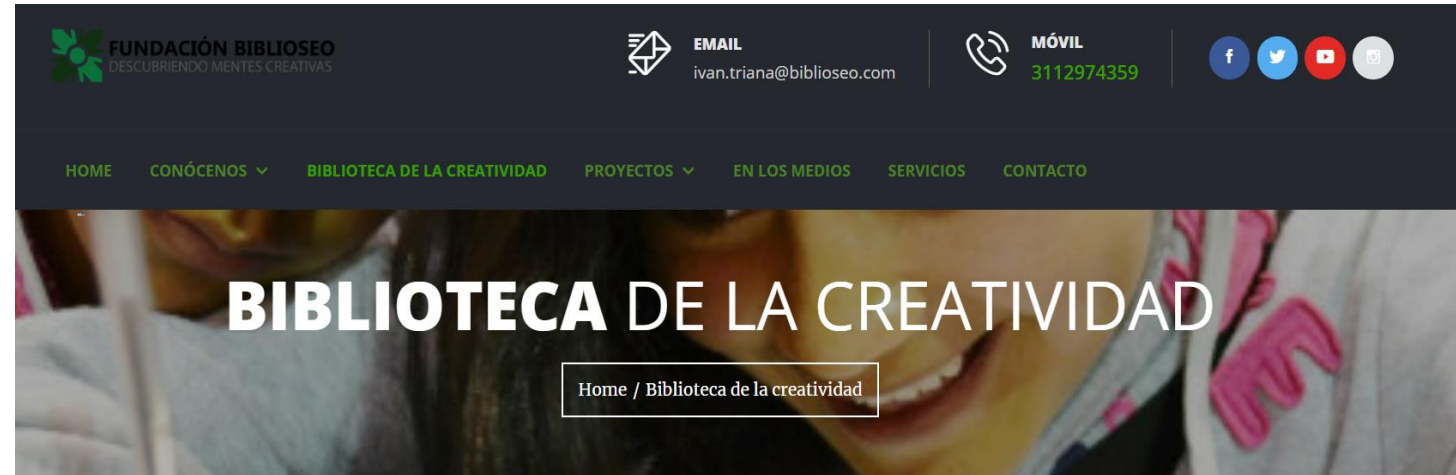 FUNDACIÓN BIBLIOSEO
DESCUBRIENDO MENTES CREATIVAS
EMAIL
ivan.triana@biblioseo.com
MÓVIL
3112974359
HOME CONÓCENOS BIBLIOTECA DE LA CREATIVIDAD PROYECTOS EN LOS MEDIOS SERVICIOS CONTACTO
BIBLIOTECA DE LA CREATIVIDAD
Home / Biblioteca de la creatividad